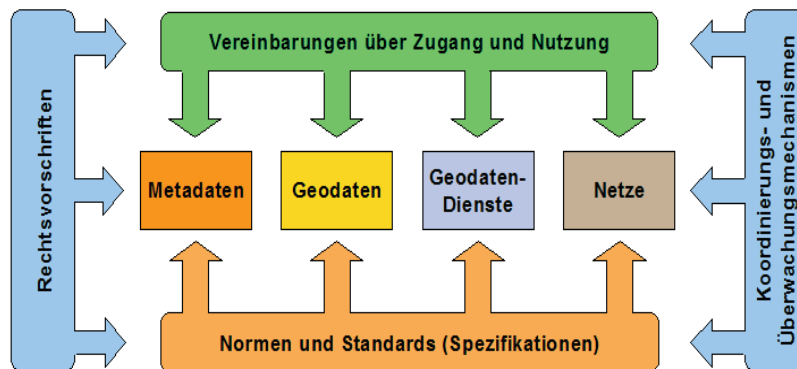 Rechtsvorschriften
Vereinbarungen über Zugang und Nutzung
Metadaten
Geodaten
Geodaten-
Dienste
Netze
Normen und Standards (Spezifikationen)
Koordinierungs- und
Überwachungsmechanismen